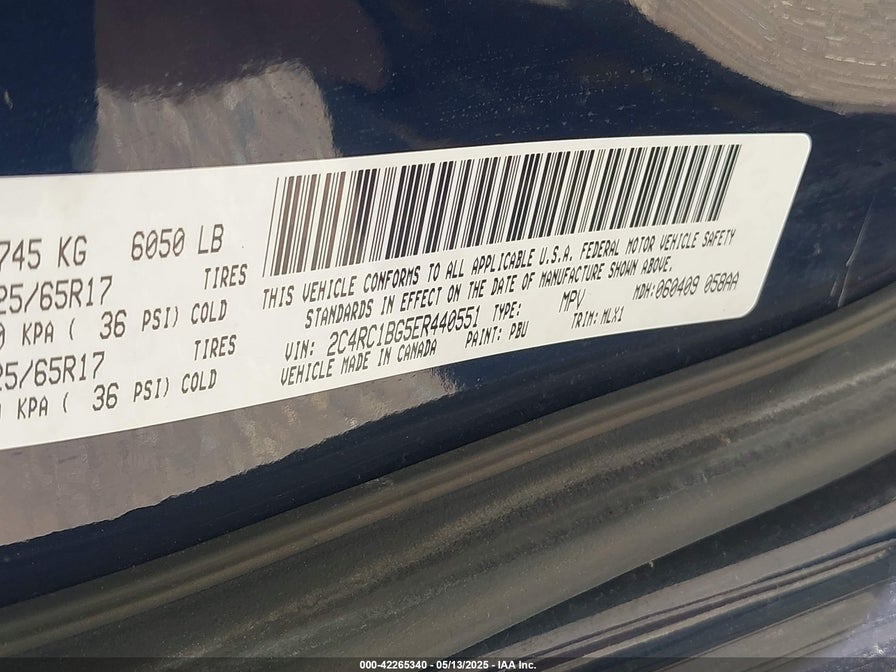 745 KG 6050 LB
25/65R17 TIRES
0 KPA ( 36 PSI) COLD
25/65R17 TIRES
KPA ( 36 PSI) COLD
THIS VEHICLE CONFORMS TO ALL APPLICABLE U.S.A. FEDERAL MOTOR VEHICLE SAFETY
STANDARDS IN EFFECT ON THE DATE OF MANUFACTURE SHOWN ABOVE.
VIN: 2C4RC1BG5ER440551 TYPE: MPV MDH:060409 058AA
VEHICLE MADE IN CANADA PAINT: PBU TRIM: MLX1
000-42265340 / 05/13/2025 - IAA Inc.